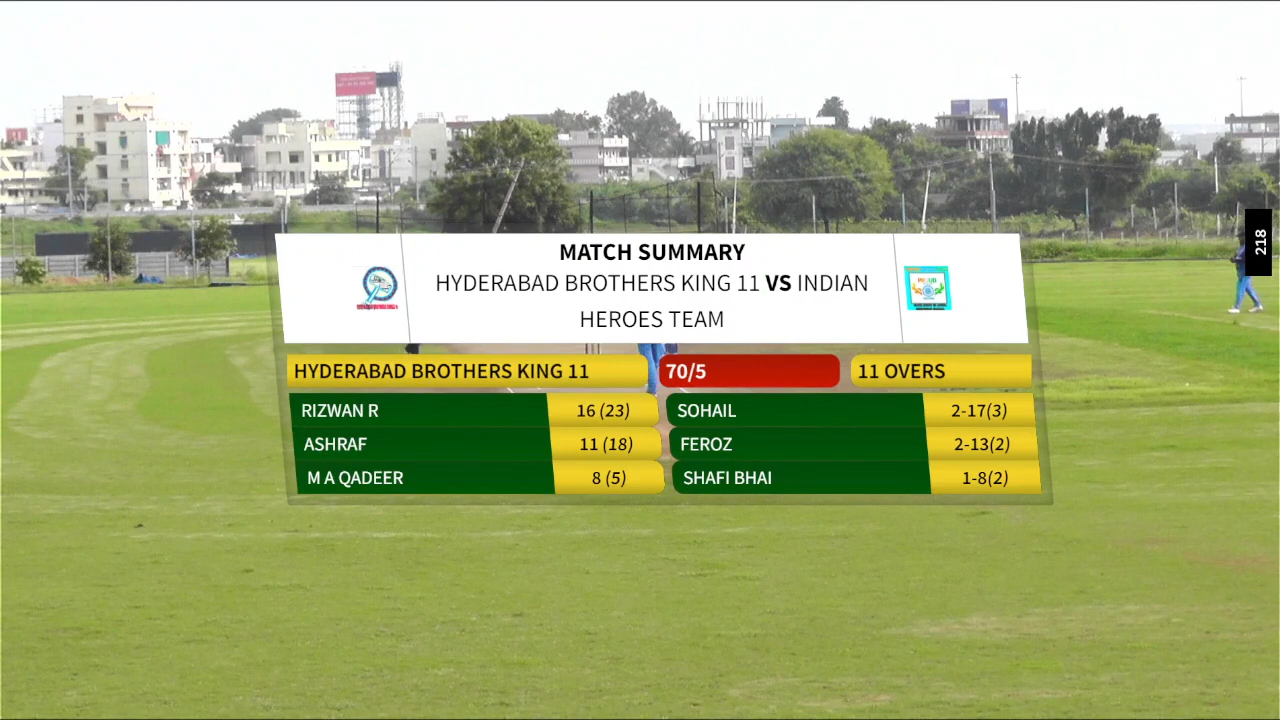 MATCH SUMMARY
HYDERABAD BROTHERS KING 11 VS INDIAN
HEROES TEAM
HYDERABAD BROTHERS KING 11 70/5 11 OVERS
RIZWAN R 16 (23) SOHAIL 2-17(3)
ASHRAF 11 (18) FEROZ 2-13(2)
M A QADEER 8 (5) SHAFI BHAI 1-8(2)
218